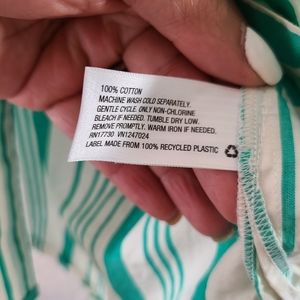 100% COTTON
MACHINE WASH COLD SEPARATELY.
GENTLE CYCLE. ONLY NON-CHLORINE
BLEACH IF NEEDED. TUMBLE DRY LOW.
REMOVE PROMPTLY. WARM IRON IF NEEDED.
RN17730 VN1247024
LABEL MADE FROM 100% RECYCLED PLASTIC